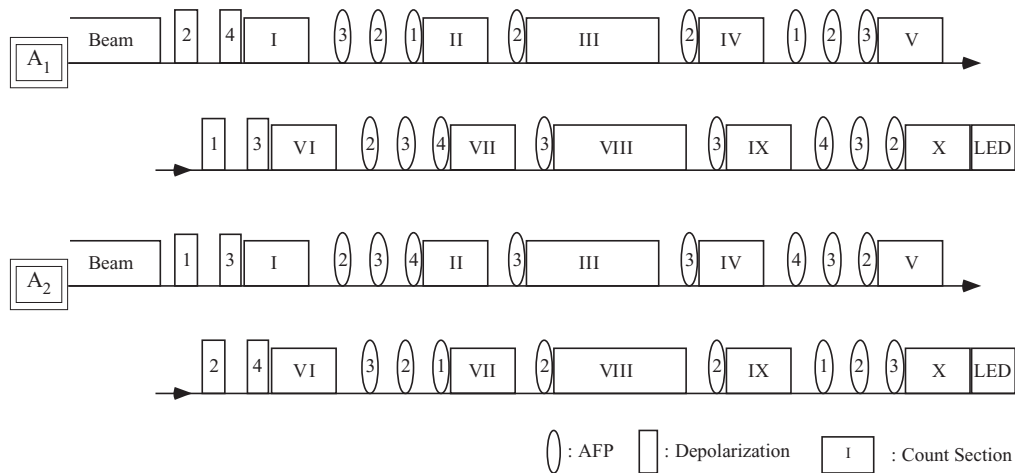 A1 Beam 2 4 I 3 2 1 II 2 III 2 IV 1 2 3 V
1 3 VI 2 3 4 VII 3 VIII 3 IX 4 3 2 X LED
A2 Beam 1 3 I 2 3 4 II 3 III 3 IV 4 3 2 V
2 4 VI 3 2 1 VII 2 VIII 2 IX 1 2 3 X LED
: AFP : Depolarization I : Count Section